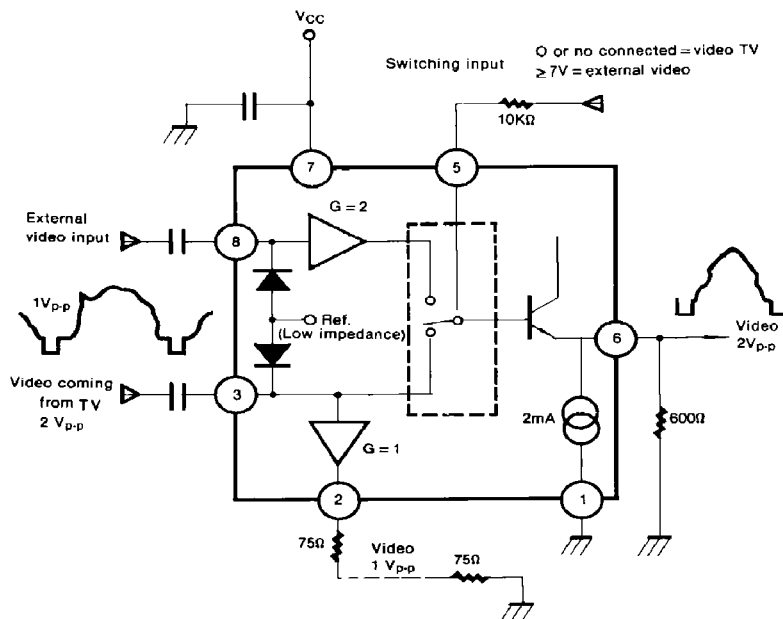 VCC
Switching input
O or no connected = video TV
≥ 7V = external video
10KΩ
7
5
External
video input
8
G = 2
1Vp-p
Ref.
(Low impedance)
6
Video
2Vp-p
Video coming
from TV
2 Vp-p
3
G = 1
2mA
600Ω
2
1
75Ω
Video
1 Vp-p
75Ω